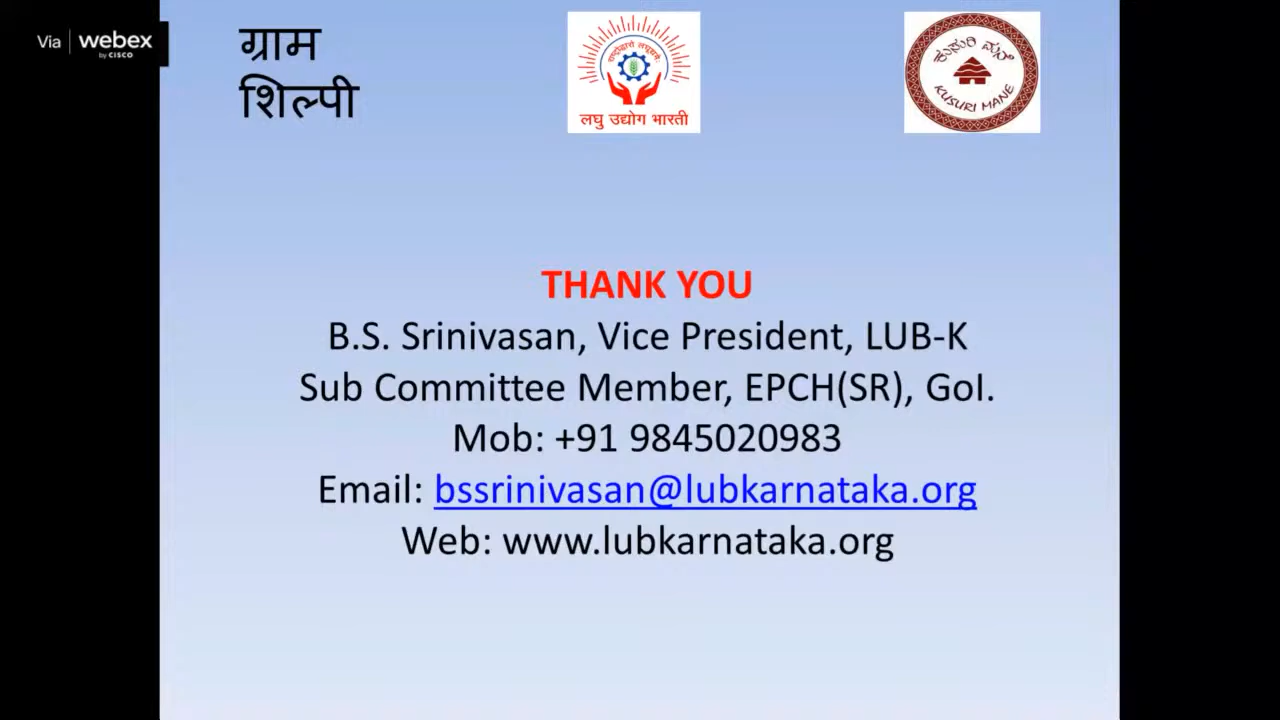 Via webex
by CISCO
ग्राम
शिल्पी
लघु उद्योग भारती
ಕುಸುರಿ ಮನೆ
KUSURI MANE
THANK YOU
B.S. Srinivasan, Vice President, LUB-K
Sub Committee Member, EPCH(SR), GoI.
Mob: +91 9845020983
Email: bssrinivasan@lubkarnataka.org
Web: www.lubkarnataka.org